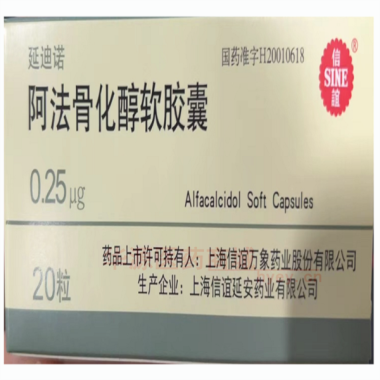 延迪诺
国药准字H20010618
信
SINE
誼
阿法骨化醇软胶囊
0.25μg
Alfacalcidol Soft Capsules
药品上市许可持有人：上海信谊万象药业股份有限公司
20粒
生产企业：上海信谊延安药业有限公司